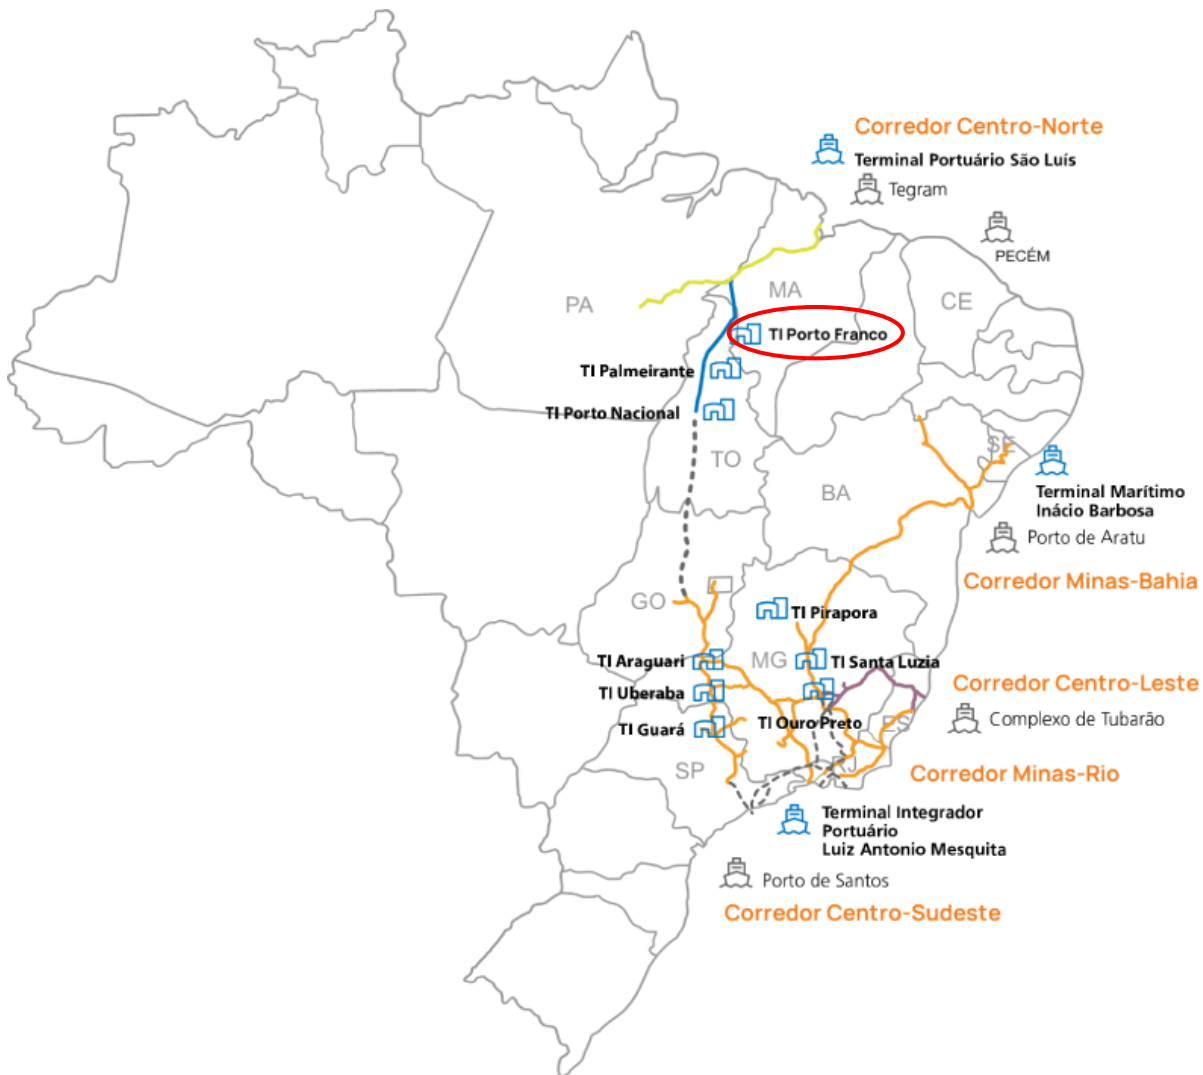 Corredor Centro-Norte
Terminal Portuário São Luís
Tegram
PECÉM
PA
MA
CE
TI Porto Franco
TI Palmeirante
TI Porto Nacional
TO
SE
BA
Terminal Marítimo
Inácio Barbosa
Porto de Aratu
Corredor Minas-Bahia
GO
TI Pirapora
TI Araguari
MG
TI Santa Luzia
TI Uberaba
Corredor Centro-Leste
TI Guará
TI Ouro Preto
ES
Complexo de Tubarão
SP
RJ
Corredor Minas-Rio
Terminal Integrador
Portuário
Luiz Antonio Mesquita
Porto de Santos
Corredor Centro-Sudeste